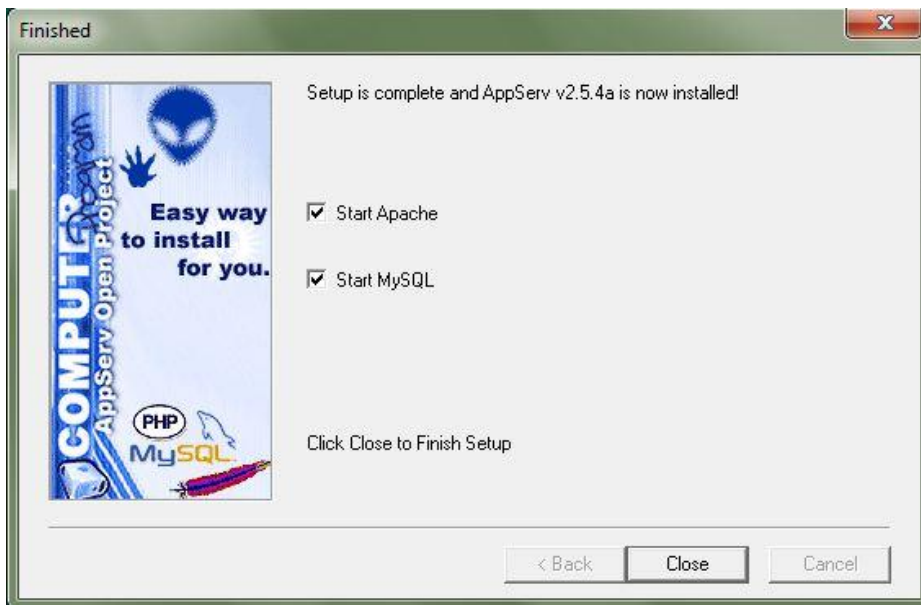 Finished
Setup is complete and AppServ v2.5.4a is now installed!
COMPUTER
Program
AppServ Open Project
Easy way
to install
for you.
PHP
MySQL
Start Apache
Start MySQL
Click Close to Finish Setup
< Back
Close
Cancel